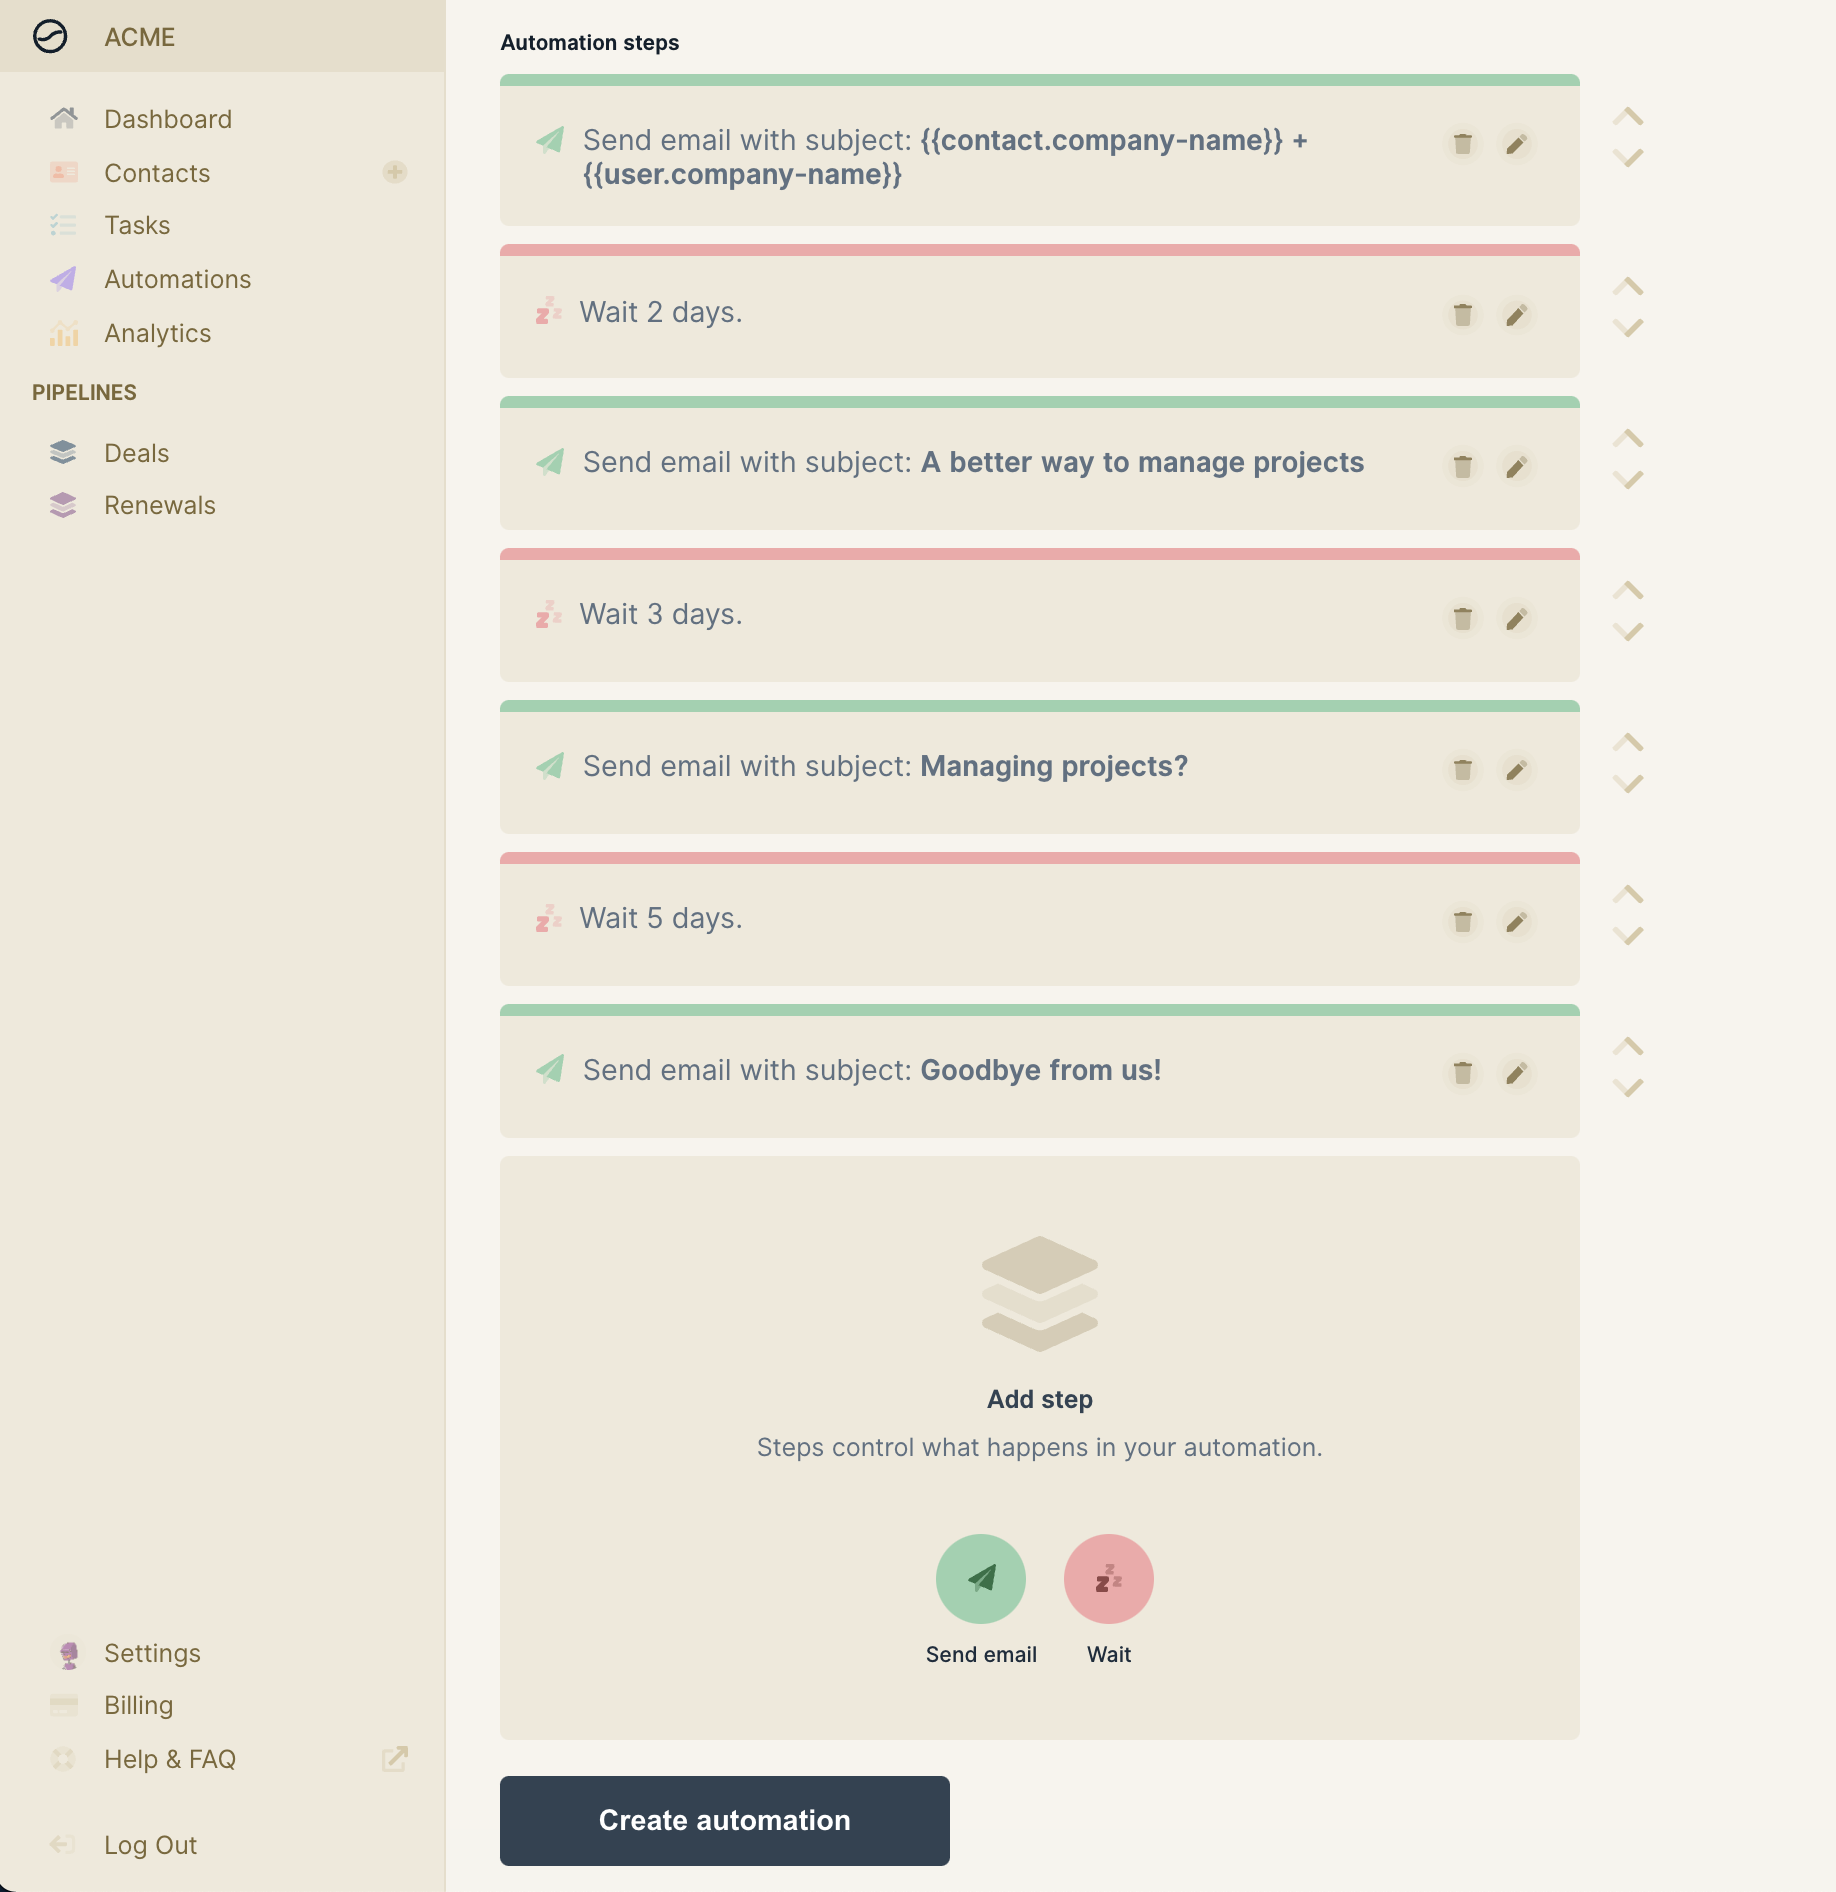 ACME
Dashboard
Contacts
Tasks
Automations
Analytics
PIPELINES
Deals
Renewals
Settings
Billing
Help & FAQ
Log Out
Automation steps
Send email with subject: {{contact.company-name}} +
{{user.company-name}}
Wait 2 days.
Send email with subject: A better way to manage projects
Wait 3 days.
Send email with subject: Managing projects?
Wait 5 days.
Send email with subject: Goodbye from us!
Add step
Steps control what happens in your automation.
Send email
Wait
Create automation